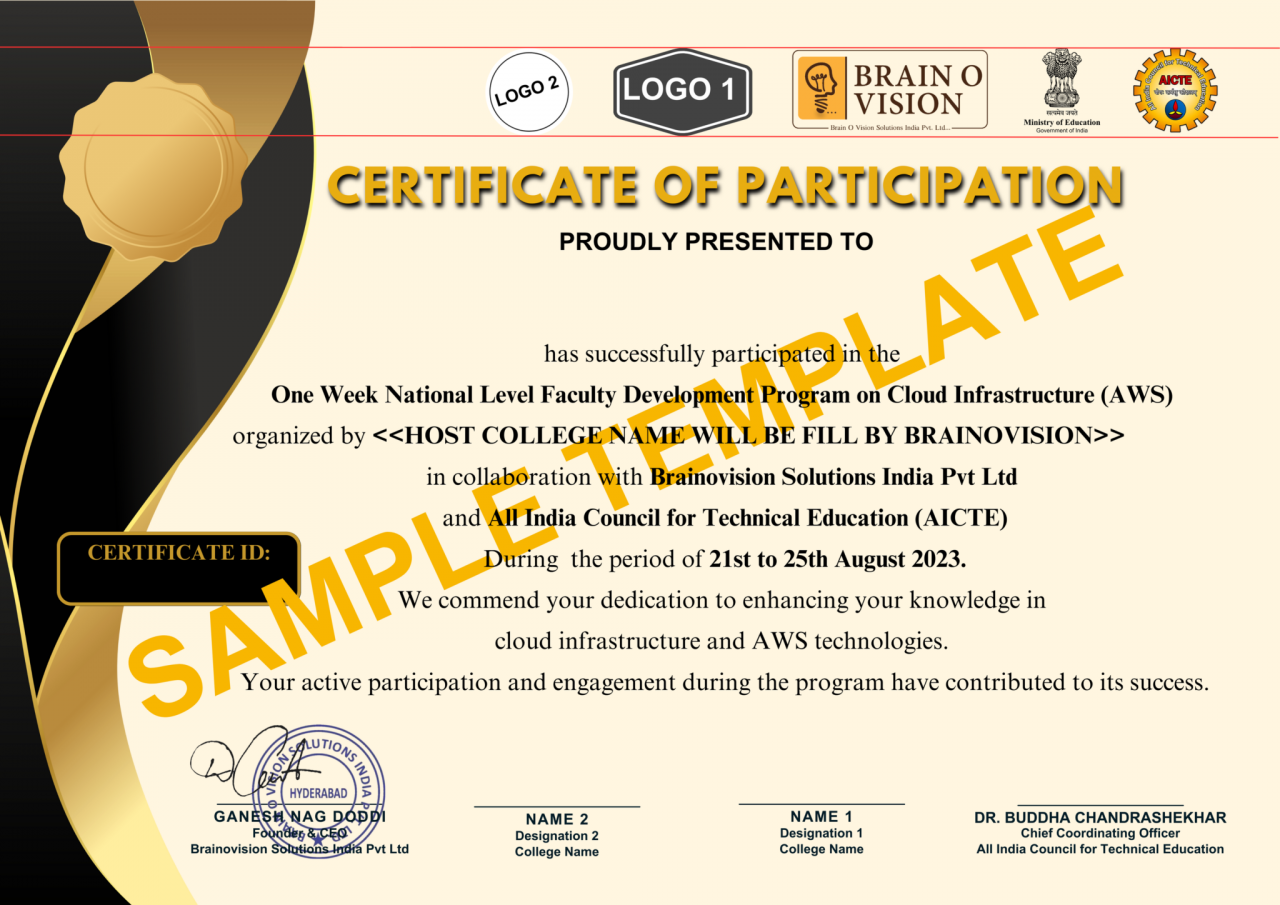 LOGO 2
LOGO 1
BRAIN O
VISION
Brain O Vision Solutions India Pvt. Ltd...
सत्यमेव जयते
Ministry of Education
Government of India
All India Council for Technical Education
AICTE
CERTIFICATE OF PARTICIPATION
PROUDLY PRESENTED TO
has successfully participated in the
One Week National Level Faculty Development Program on Cloud Infrastructure (AWS)
organized by <<HOST COLLEGE NAME WILL BE FILL BY BRAINOVISION>>
in collaboration with Brainovision Solutions India Pvt Ltd
and All India Council for Technical Education (AICTE)
CERTIFICATE ID:
During the period of 21st to 25th August 2023.
We commend your dedication to enhancing your knowledge in
cloud infrastructure and AWS technologies.
Your active participation and engagement during the program have contributed to its success.
SAMPLE TEMPLATE
BRAIN O VISION SOLUTIONS INDIA PVT LTD
HYDERABAD
GANESH NAG DODDI
Founder & CEO
Brainovision Solutions India Pvt Ltd
NAME 2
Designation 2
College Name
NAME 1
Designation 1
College Name
DR. BUDDHA CHANDRASHEKHAR
Chief Coordinating Officer
All India Council for Technical Education